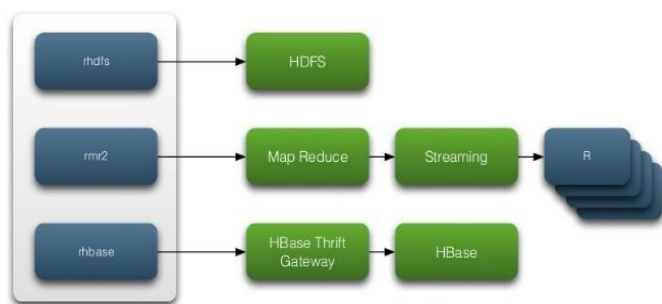 rhdfs
HDFS
rmr2
Map Reduce
Streaming
R
rhbase
HBase Thrift
Gateway
HBase